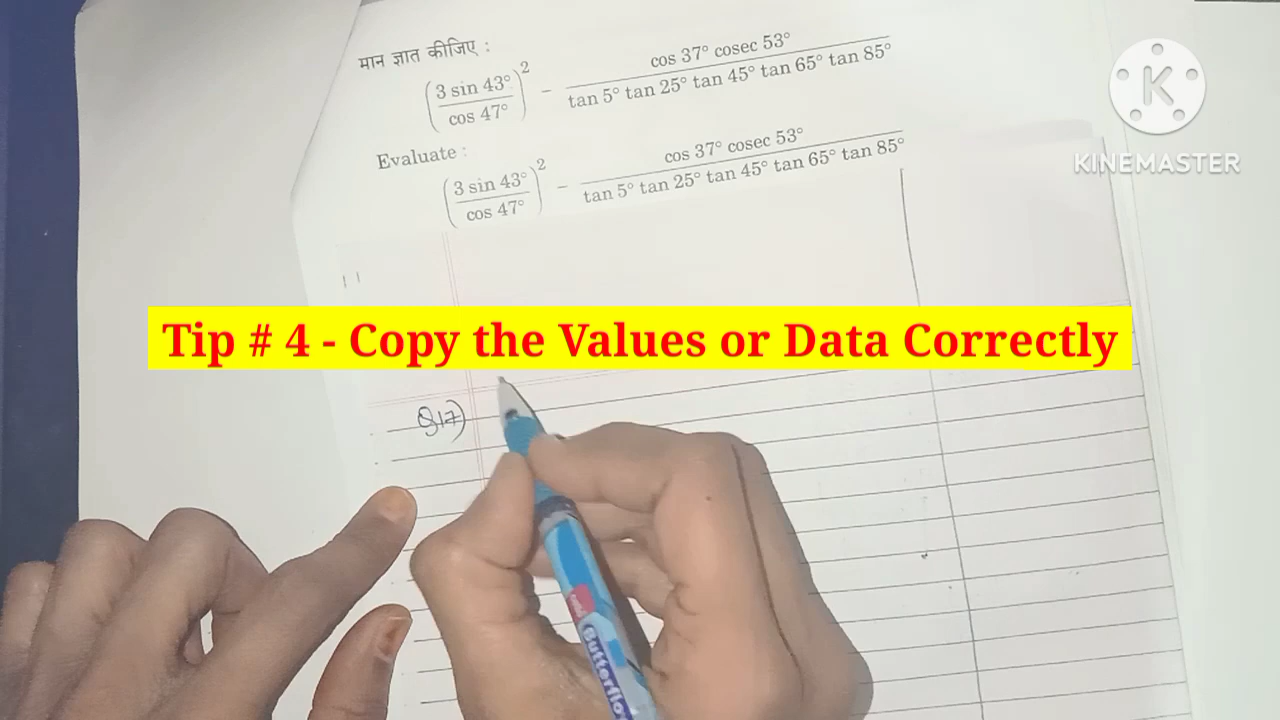 मान ज्ञात कीजिए :
(3 sin 43° / cos 47°)² − cos 37° cosec 53° / tan 5° tan 25° tan 45° tan 65° tan 85°
Evaluate :
(3 sin 43° / cos 47°)² − cos 37° cosec 53° / tan 5° tan 25° tan 45° tan 65° tan 85°
KINEMASTER
Tip # 4 - Copy the Values or Data Correctly
Q17)
Butterflow